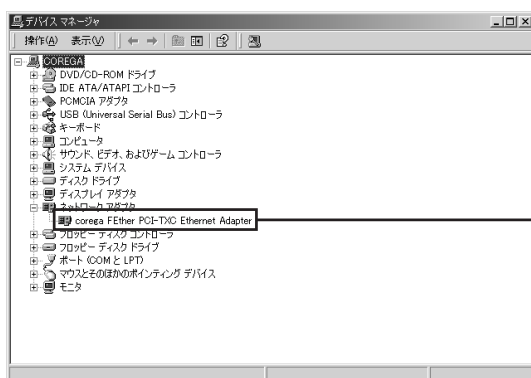 デバイス マネージャ
操作(A) 表示(V)
COREGA
DVD/CD-ROM ドライブ
IDE ATA/ATAPI コントローラ
PCMCIA アダプタ
USB (Universal Serial Bus) コントローラ
キーボード
コンピュータ
サウンド、ビデオ、およびゲーム コントローラ
システム デバイス
ディスク ドライブ
ディスプレイ アダプタ
ネットワーク アダプタ
corega FEther PCI-TXC Ethernet Adapter
フロッピー ディスク コントローラ
フロッピー ディスク ドライブ
ポート (COM と LPT)
マウスとそのほかのポインティング デバイス
モニタ